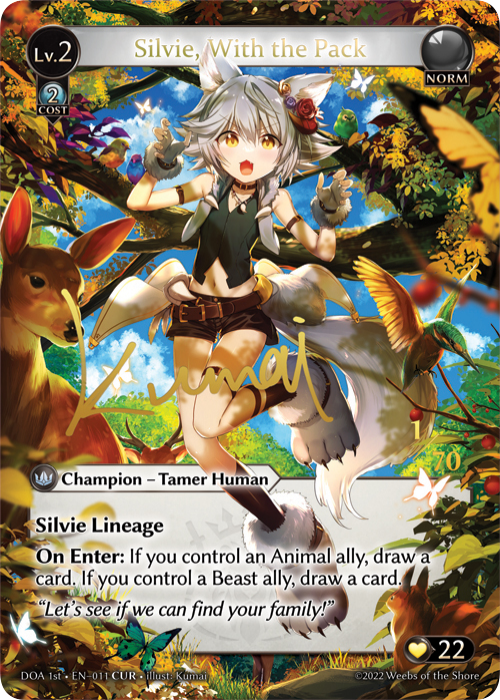 Lv.2
Silvie, With the Pack
NORM
2
COST
Kumai
1
70
Champion – Tamer Human
Silvie Lineage
On Enter: If you control an Animal ally, draw a
card. If you control a Beast ally, draw a card.
“Let’s see if we can find your family!”
22
DOA 1st • EN–011 CUR • illust: Kumai
©2022 Weebs of the Shore